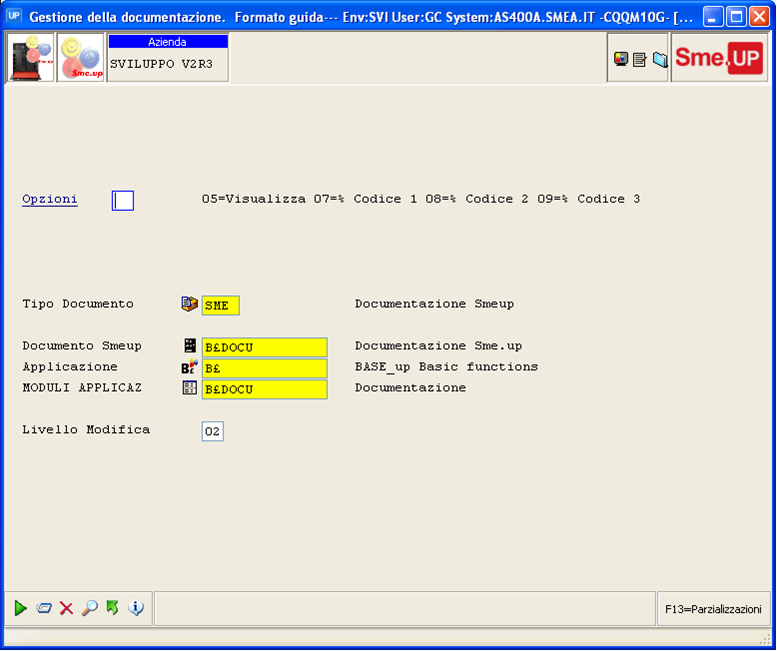 UP Gestione della documentazione. Formato guida--- Env:SVI User:GC System:AS400A.SMEA.IT -CQQM10G- [...
Sme.up
Azienda
SVILUPPO V2R3
Sme.UP
Opzioni 05=Visualizza 07=% Codice 1 08=% Codice 2 09=% Codice 3
Tipo Documento SME Documentazione Smeup
Documento Smeup B£DOCU Documentazione Sme.up
Applicazione B£ B£ BASE_up Basic functions
MODULI APPLICAZ B£DOCU Documentazione
Livello Modifica 02
F13=Parzializzazioni